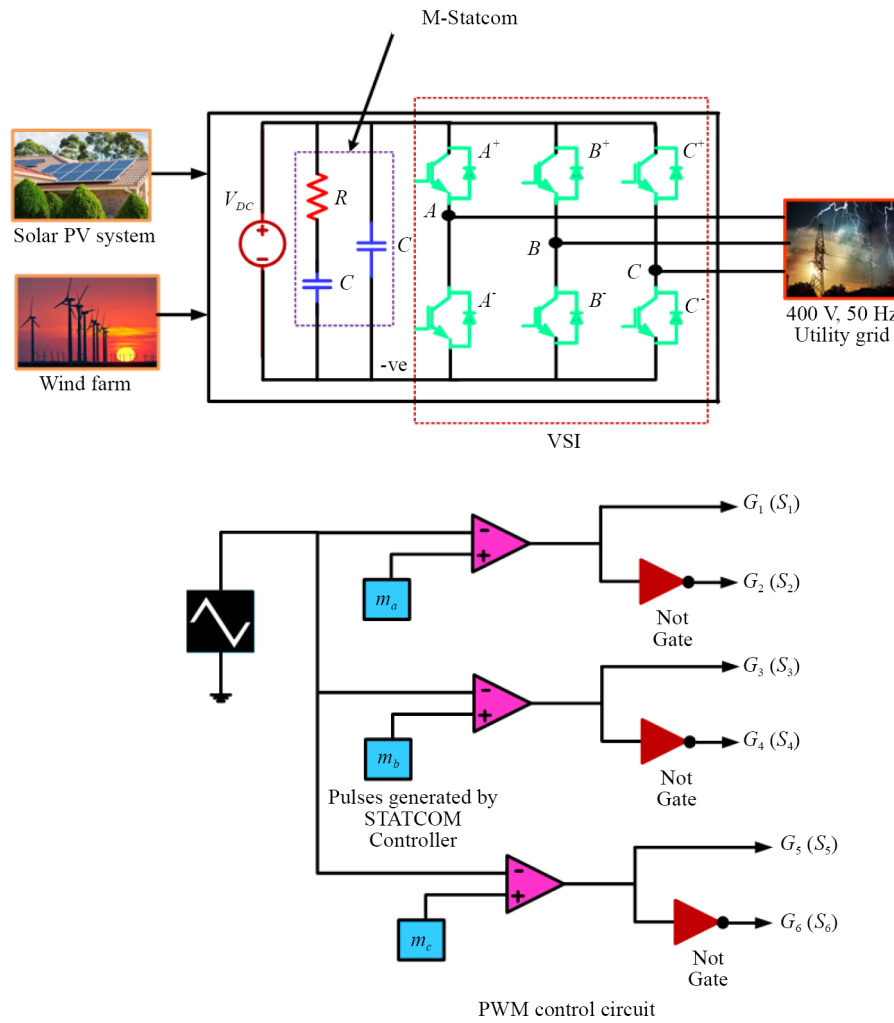 M-Statcom
A+
B+
C+
V_DC
R
A
Solar PV system
C
B
C
C
A-
B-
C-
400 V, 50 Hz
Utility grid
-ve
Wind farm
VSI
G1 (S1)
-
+
ma
G2 (S2)
Not
Gate
G3 (S3)
-
+
mb
G4 (S4)
Not
Gate
Pulses generated by
STATCOM
Controller
G5 (S5)
-
+
mc
G6 (S6)
Not
Gate
PWM control circuit